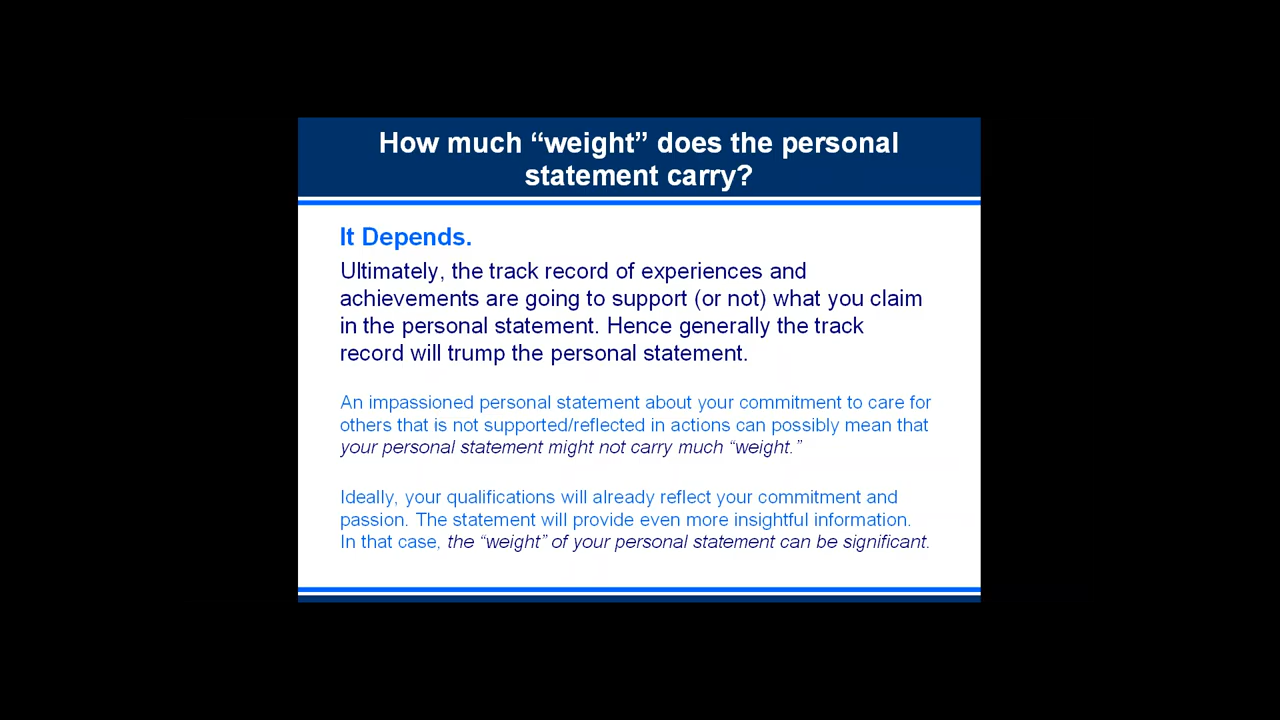 How much “weight” does the personal
statement carry?
It Depends.
Ultimately, the track record of experiences and
achievements are going to support (or not) what you claim
in the personal statement. Hence generally the track
record will trump the personal statement.
An impassioned personal statement about your commitment to care for
others that is not supported/reflected in actions can possibly mean that
your personal statement might not carry much “weight.”
Ideally, your qualifications will already reflect your commitment and
passion. The statement will provide even more insightful information.
In that case, the “weight” of your personal statement can be significant.